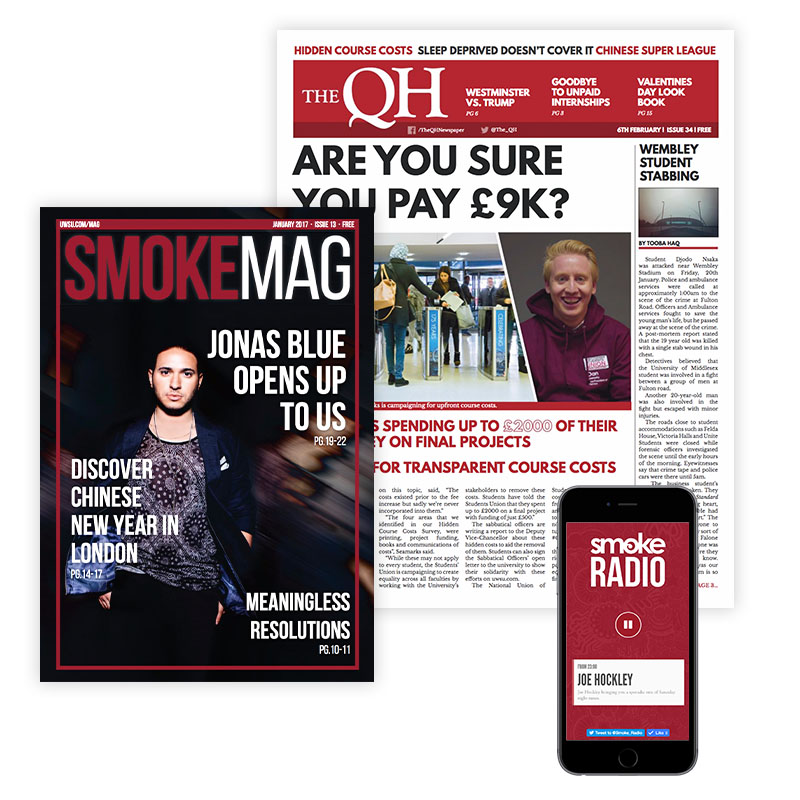 HIDDEN COURSE COSTS SLEEP DEPRIVED DOESN'T COVER IT CHINESE SUPER LEAGUE
THE QH
WESTMINSTER
VS. TRUMP
PG 6
GOODBYE
TO UNPAID
INTERNSHIPS
PG 8
VALENTINES
DAY LOOK
BOOK
PG 15
/TheQHNewspaper @The_QH
6TH FEBRUARY | ISSUE 34 | FREE
ARE YOU SURE
YOU PAY £9K?
is campaigning for upfront course costs.
SPENDING UP TO £2000 OF THEIR
ON FINAL PROJECTS
FOR TRANSPARENT COURSE COSTS
on this topic, said, "The
costs existed prior to the fee
increase but sadly we're never
incorporated into them."
"The four areas that we
identified in our Hidden
Course Costs Survey, were
printing, project funding,
books and communications of
costs", Seamarks said.
"While these may not apply
to every student, the Students'
Union is campaigning to create
equality across all faculties by
working with the University's
stakeholders to remove these
costs. Students have told the
Students Union that they spend
up to £2000 on a final project
with funding of just £300."
The sabbatical officers are
writing a report to the Deputy
Vice-Chancellor about these
hidden costs to aid the removal
of them. Students can also sign
the Sabbatical Officers' open
letter to the university to show
their solidarity with these
efforts on uwsu.com.
The National Union of
WEMBLEY
STUDENT
STABBING
BY TOOBA HAQ
Student Djodo Nsaka
was attacked near Wembley
Stadium on Friday, 20th
January. Police and ambulance
services were called at
approximately 1:00am to the
scene of the crime at Fulton
Road. Officers and Ambulance
services fought to save the
young man's life, but he passed
away at the scene of the crime.
A post-mortem report stated
that the 19 year old was killed
with a single stab wound in his
chest.
Detectives believed that
the University of Middlesex
student was involved in a fight
between a group of men at
Fulton road.
Another 20-year-old man
was also involved in the
fight but escaped with minor
injuries.
The roads close to student
accommodations such as Felda
House, Victoria Halls and Unite
Students were closed while
forensic officers investigated
the scene until the early hours
of the morning. Eyewitnesses
say that crime tape and police
cars were there until 3am.
The business student's
UWSU.COM/MAG
JANUARY 2017 · ISSUE 13 · FREE
SMOKEMAG
JONAS BLUE
OPENS UP
TO US
PG.19-22
DISCOVER
CHINESE
NEW YEAR IN
LONDON
PG.14-17
MEANINGLESS
RESOLUTIONS
PG.10-11
smoke
RADIO
FROM 23:00
JOE HOCKLEY
Joe Hockley bringing you a specialty mix of Saturday
night tunes.
Tweet to @Smoke_Radio
Like